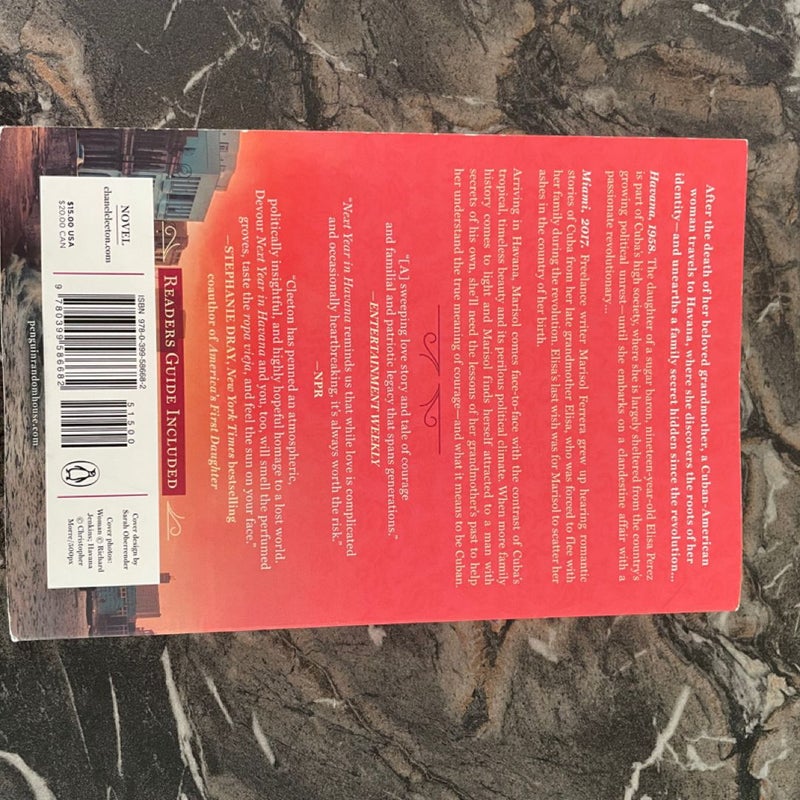 After the death of her beloved grandmother, a Cuban-American
woman travels to Havana, where she discovers the roots of her
identity—and unearths a family secret hidden since the revolution...
Havana, 1958. The daughter of a sugar baron, nineteen-year-old Elisa Perez
is part of Cuba's high society, where she is largely sheltered from the country's
growing political unrest—until she embarks on a clandestine affair with a
passionate revolutionary...
Miami, 2017. Freelance writer Marisol Ferrera grew up hearing romantic
stories of Cuba from her late grandmother Elisa, who was forced to flee with
her family during the revolution. Elisa's last wish was for Marisol to scatter her
ashes in the country of her birth.
Arriving in Havana, Marisol comes face-to-face with the contrast of Cuba's
tropical, timeless beauty and its perilous political climate. When more family
history comes to light and Marisol finds herself attracted to a man with
secrets of his own, she'll need the lessons of her grandmother's past to help
her understand the true meaning of courage—and what it means to be Cuban.
"[A] sweeping love story and tale of courage
and familial and patriotic legacy that spans generations."
—ENTERTAINMENT WEEKLY
"Next Year in Havana reminds us that while love is complicated
and occasionally heartbreaking, it's always worth the risk."
—NPR
"Cleeton has penned an atmospheric,
politically insightful, and highly hopeful homage to a lost world.
Devour Next Year in Havana and you, too, will smell the perfumed
groves, taste the ropa vieja, and feel the sun on your face."
—STEPHANIE DRAY, New York Times bestselling
coauthor of America's First Daughter
READERS GUIDE INCLUDED
NOVEL
chanelcleeton.com
$15.00 USA
$20.00 CAN
ISBN 978-0-399-58668-2
51500
9 780399 586682
penguinrandomhouse.com
Cover design by
Sarah Oberrender
Cover photos:
Woman © Richard
Jenkins; Havana
© Christopher
Morre/500px